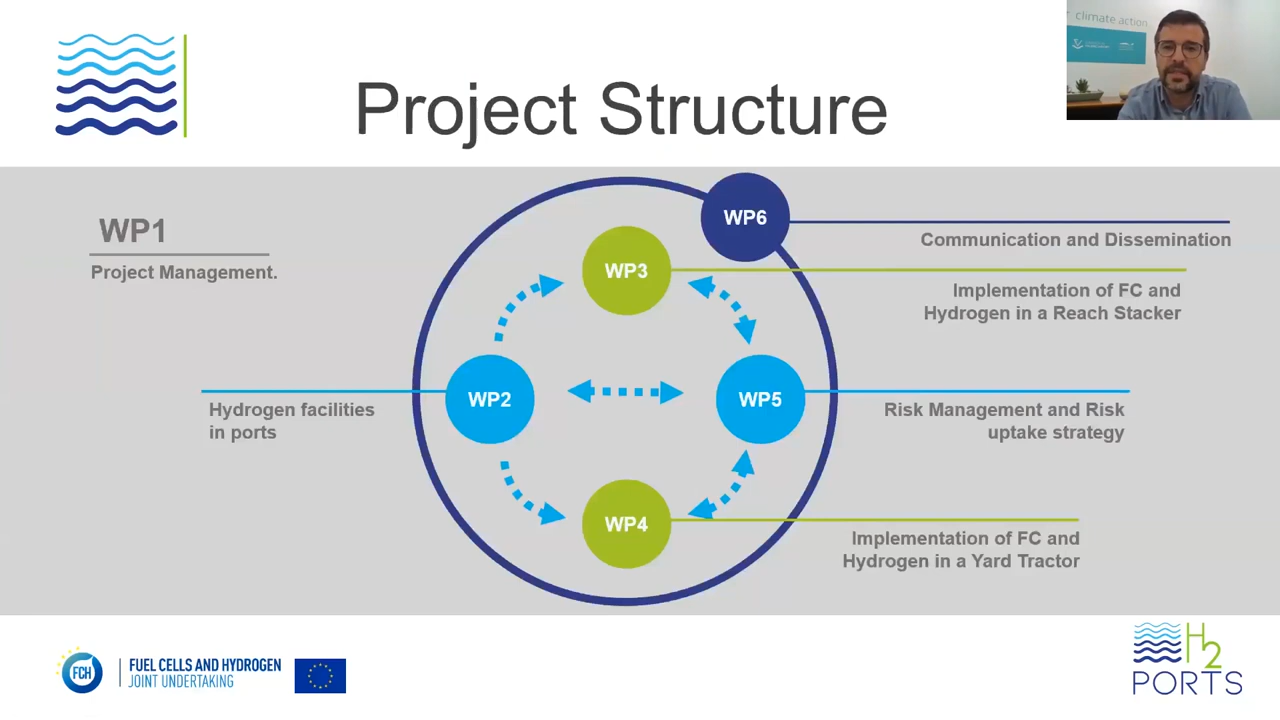 climate action
Project Structure
WP1
Project Management.
WP6
Communication and Dissemination
WP3
Implementation of FC and
Hydrogen in a Reach Stacker
WP2
Hydrogen facilities
in ports
WP5
Risk Management and Risk
uptake strategy
WP4
Implementation of FC and
Hydrogen in a Yard Tractor
FCH
FUEL CELLS AND HYDROGEN
JOINT UNDERTAKING
H2
PORTS